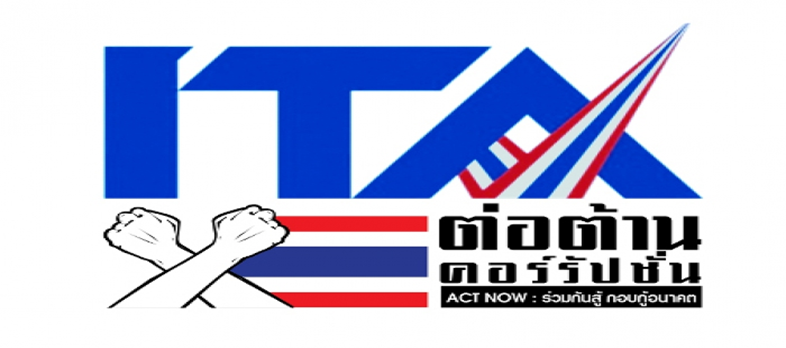 ITA
ต่อต้าน
คอร์รัปชั่น
ACT NOW : ร่วมกันสู้ กอบกู้อนาคต